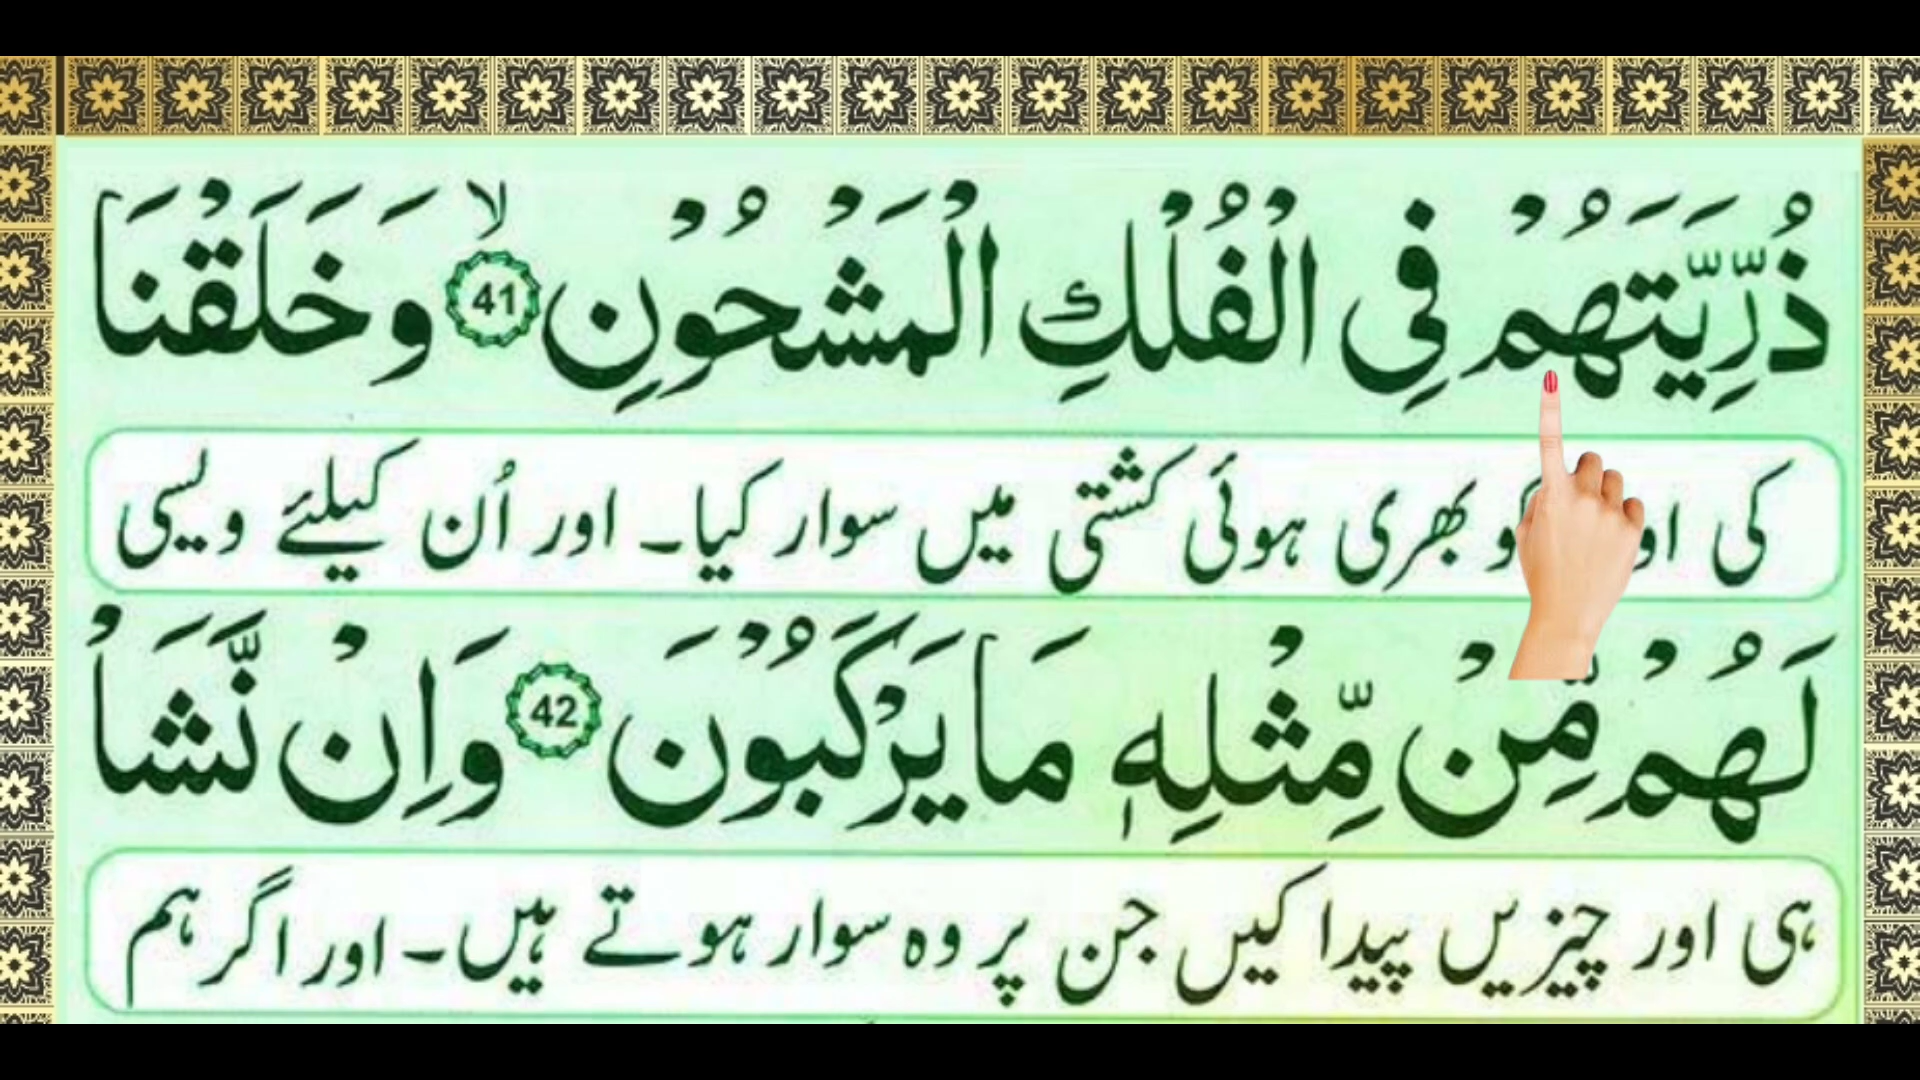 ذُرِّيَّتَهُمْ فِی الْفُلْكِ الْمَشْحُوْنِ ۙ 41 وَخَلَقْنَا
کی او کو بھری ہوئی کشتی میں سوار کیا۔ اور اُن کیلئے ویسی
لَهُمْ مِّنْ مِّثْلِهٖ مَا یَرْكَبُوْنَ 42 وَاِنْ نَّشَاْ
ہی اور چیزیں پیدا کیں جن پر وہ سوار ہوتے ہیں۔ اور اگر ہم